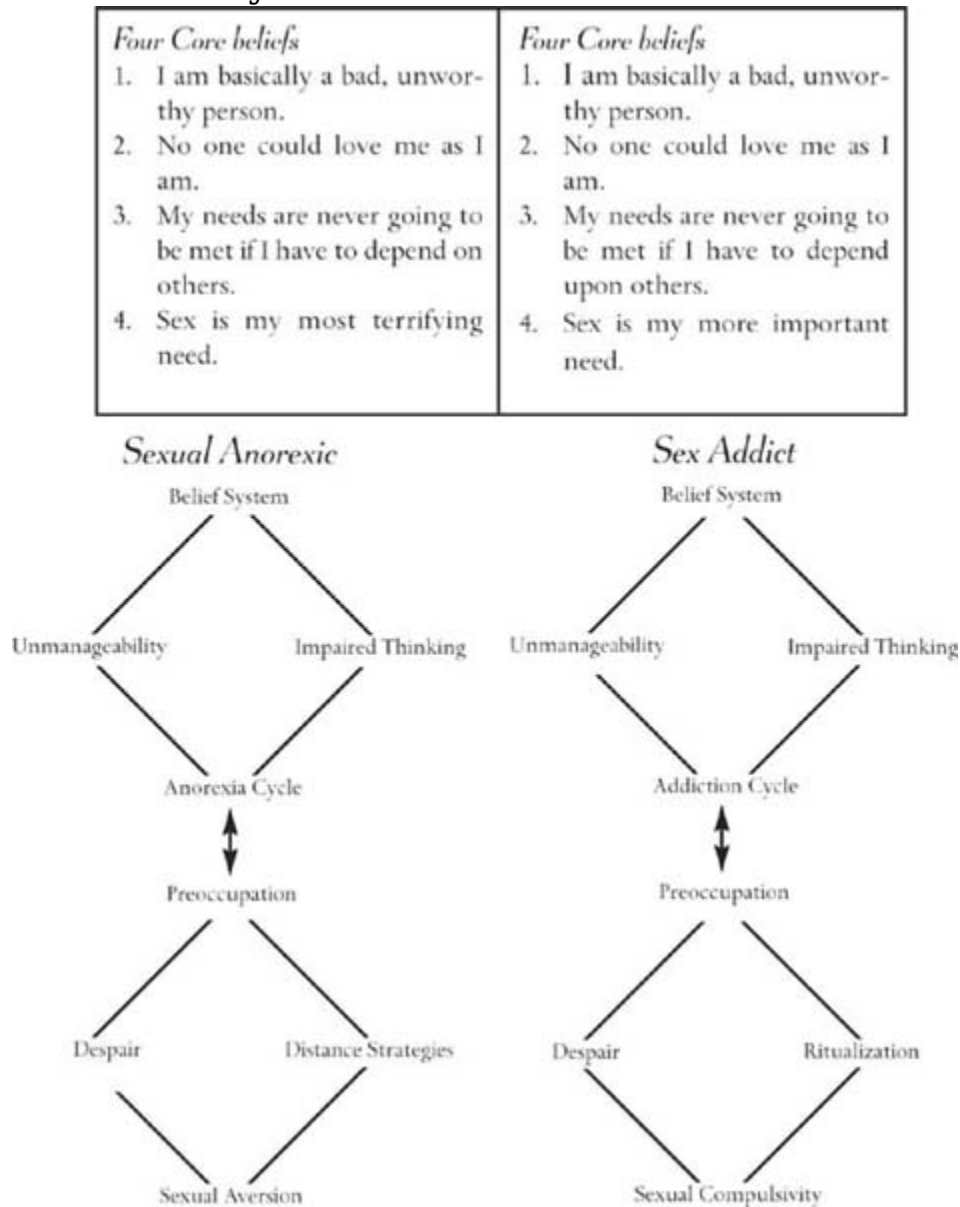 Four Core beliefs
1. I am basically a bad, unwor-
thy person.
2. No one could love me as I
am.
3. My needs are never going to
be met if I have to depend on
others.
4. Sex is my most terrifying
need.
Four Core beliefs
1. I am basically a bad, unwor-
thy person.
2. No one could love me as I
am.
3. My needs are never going to
be met if I have to depend
upon others.
4. Sex is my more important
need.
Sexual Anorexic
Belief System
Unmanageability
Impaired Thinking
Anorexia Cycle
Preoccupation
Despair
Distance Strategies
Sexual Aversion
Sex Addict
Belief System
Unmanageability
Impaired Thinking
Addiction Cycle
Preoccupation
Despair
Ritualization
Sexual Compulsivity